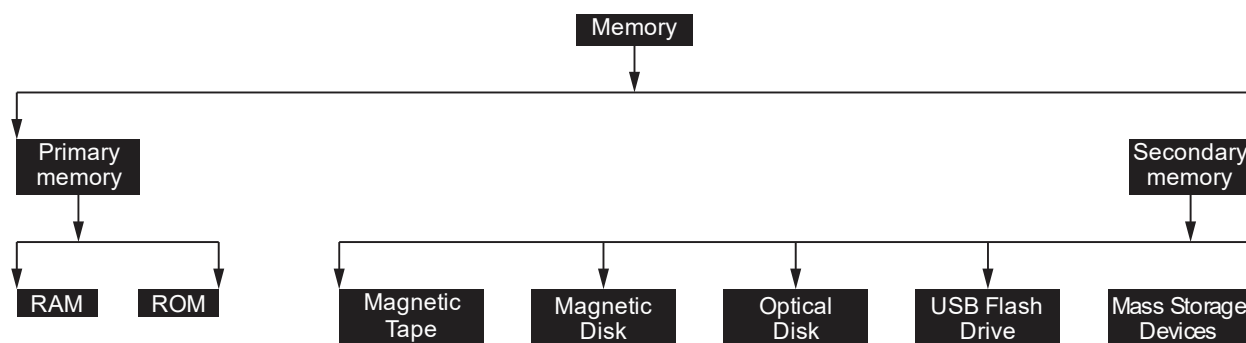 Memory
Primary
memory
Secondary
memory
RAM
ROM
Magnetic
Tape
Magnetic
Disk
Optical
Disk
USB Flash
Drive
Mass Storage
Devices